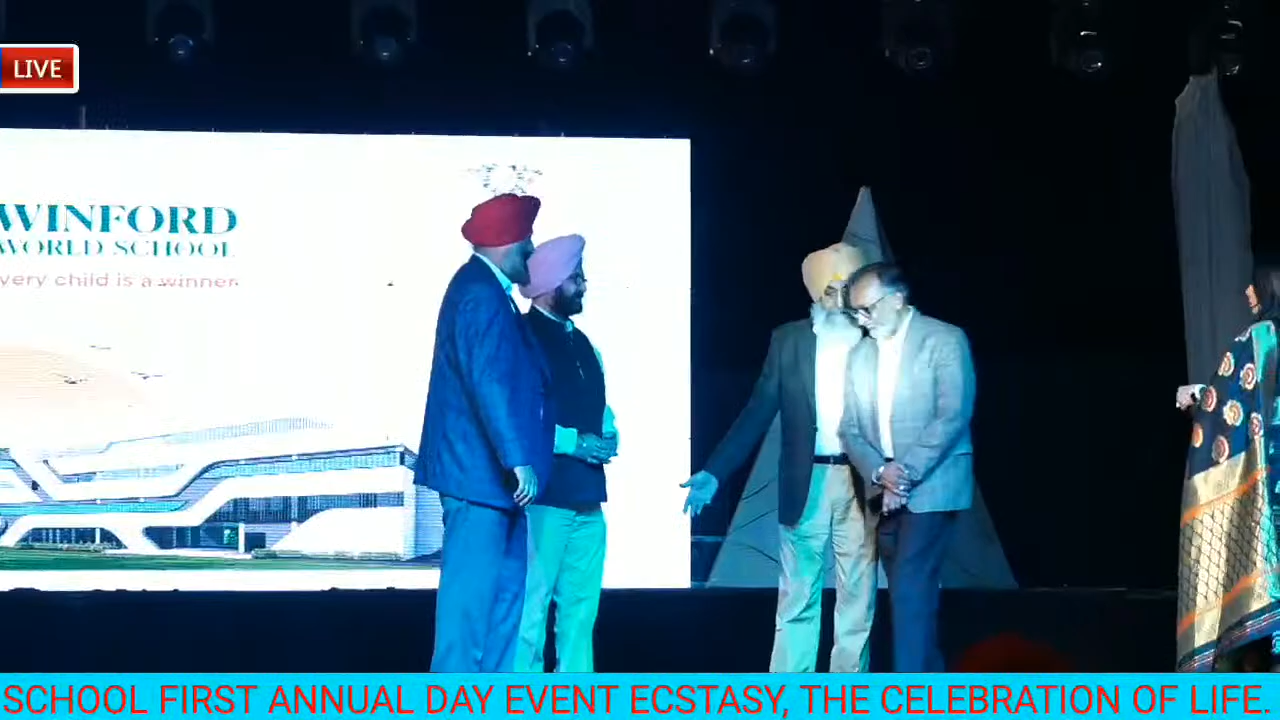 LIVE
WINFORD
WORLD SCHOOL
very child is a winner
SCHOOL FIRST ANNUAL DAY EVENT ECSTASY, THE CELEBRATION OF LIFE.